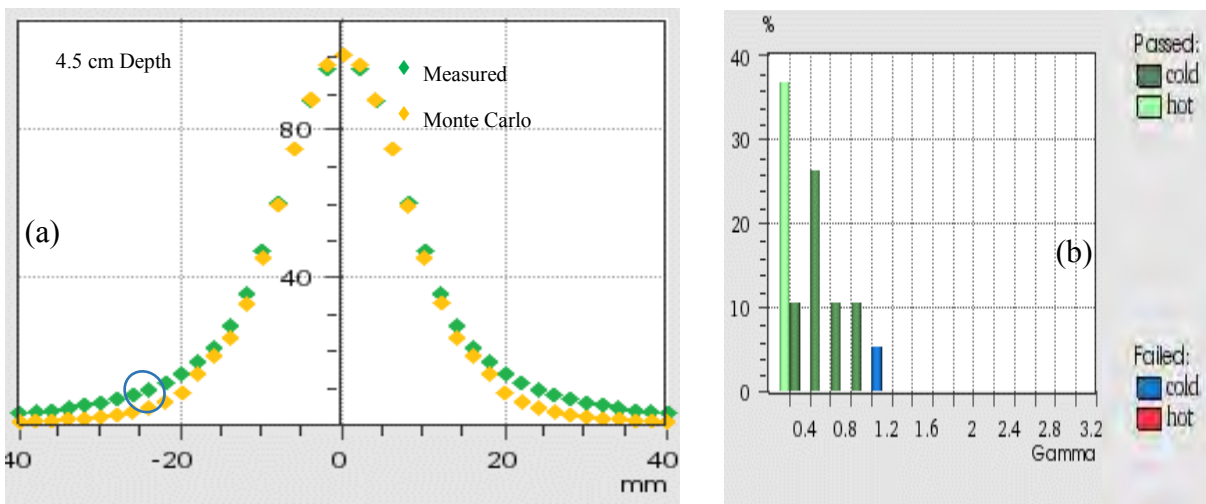 4.5 cm Depth
Measured
Monte Carlo
80
40
(a)
40 -20 0 20 40
mm
%
40
30
20
10
0
(b)
0.4 0.8 1.2 1.6 2 2.4 2.8 3.2
Gamma
Passed:
cold
hot
Failed:
cold
hot